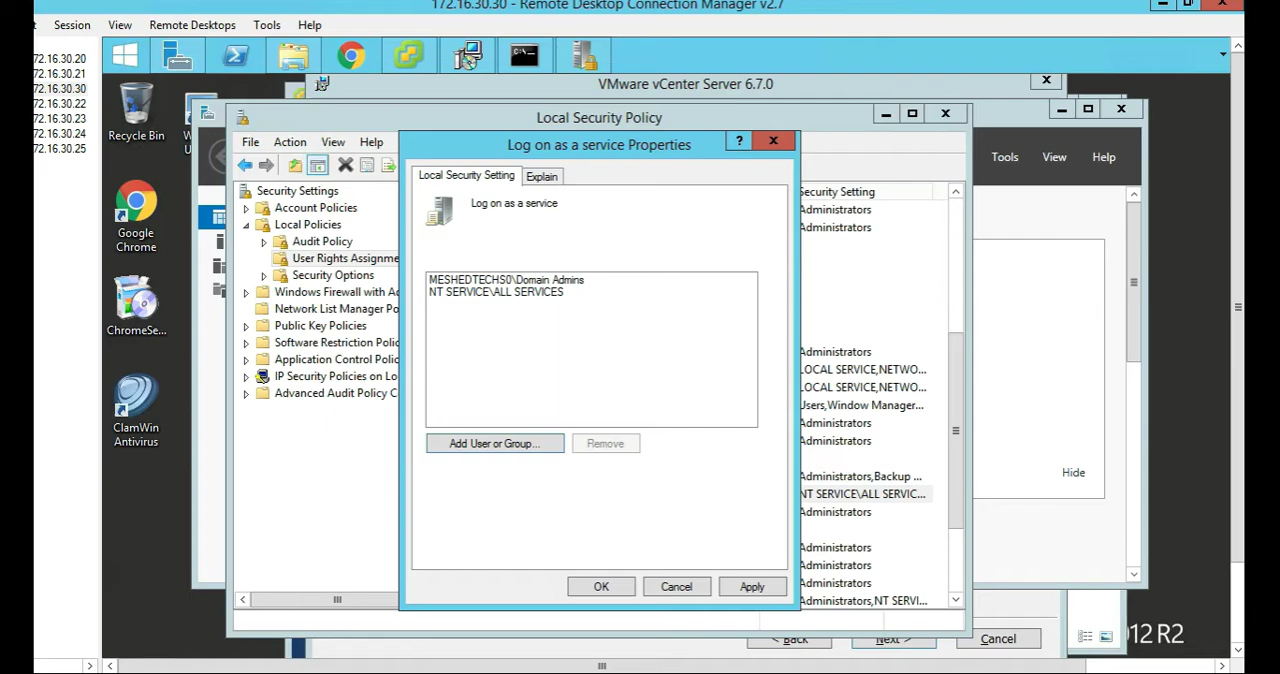 172.16.30.30 - Remote Desktop Connection Manager v2.7
Session View Remote Desktops Tools Help
72.16.30.20
72.16.30.21
72.16.30.30
72.16.30.22
72.16.30.23
72.16.30.24
72.16.30.25
Recycle Bin
Google
Chrome
ChromeSe...
ClamWin
Antivirus
VMware vCenter Server 6.7.0
Tools View Help
Hide
Local Security Policy
File Action View Help
Security Settings
Account Policies
Local Policies
Audit Policy
User Rights Assignme
Security Options
Windows Firewall with Ad
Network List Manager Po
Public Key Policies
Software Restriction Polic
Application Control Polic
IP Security Policies on Lo
Advanced Audit Policy C
Log on as a service Properties
Local Security Setting Explain
Log on as a service
MESHEDTECHS0\Domain Admins
NT SERVICE\ALL SERVICES
Add User or Group... Remove
OK Cancel Apply
Security Setting
Administrators
Administrators
Administrators
LOCAL SERVICE,NETWO...
LOCAL SERVICE,NETWO...
Users,Window Manager...
Administrators
Administrators
Administrators,Backup ...
NT SERVICE\ALL SERVIC...
Administrators
Administrators
Administrators
Administrators
Administrators,NT SERVI...
< Back Next > Cancel
012 R2